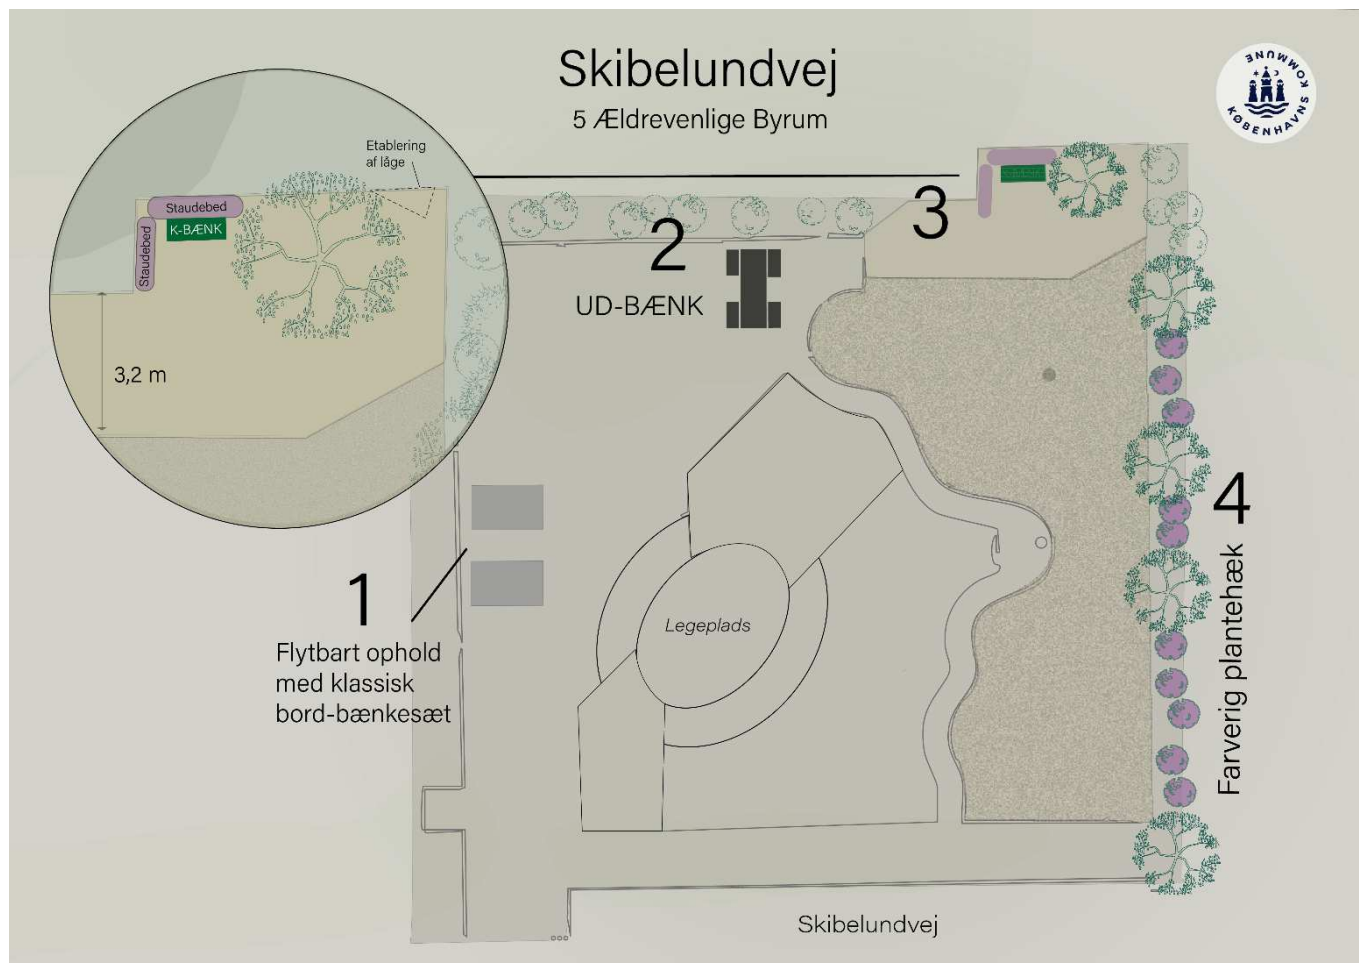 Skibelundvej
5 Ældrevenlige Byrum
KØBENHAVNS KOMMUNE
Etablering
af låge
Staudebed
K-BÆNK
Staudebed
3,2 m
3
2
UD-BÆNK
4
Farverig plantehæk
1
Flytbart ophold
med klassisk
bord-bænkesæt
Legeplads
Skibelundvej